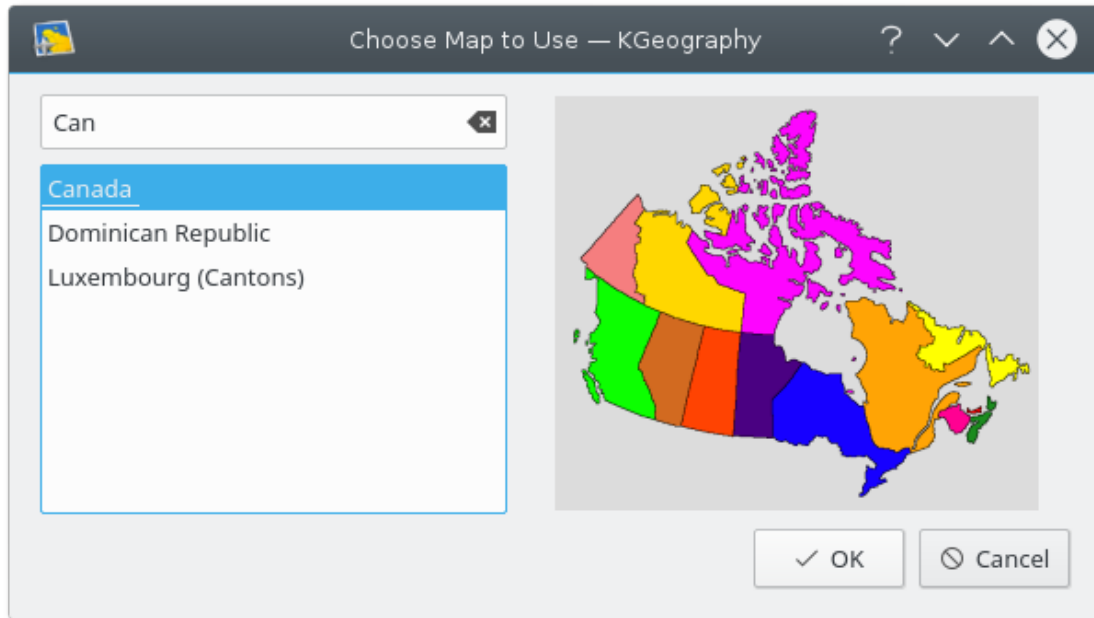 Choose Map to Use — KGeography
Can
Canada
Dominican Republic
Luxembourg (Cantons)
OK
Cancel